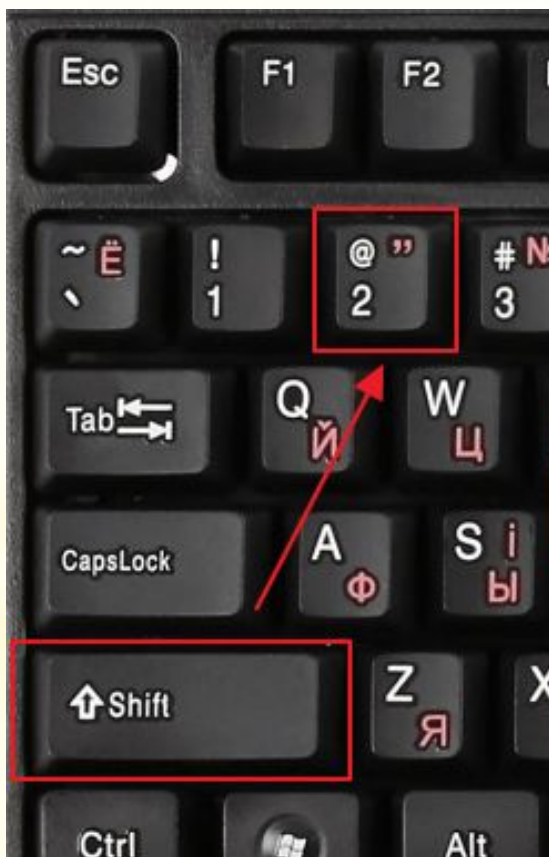 Esc F1 F2
~ Ё ! @ ” # №
` 1 2 3
Tab Q Й W Ц
CapsLock A Ф S І Ы
Shift Z Я X
Ctrl Alt